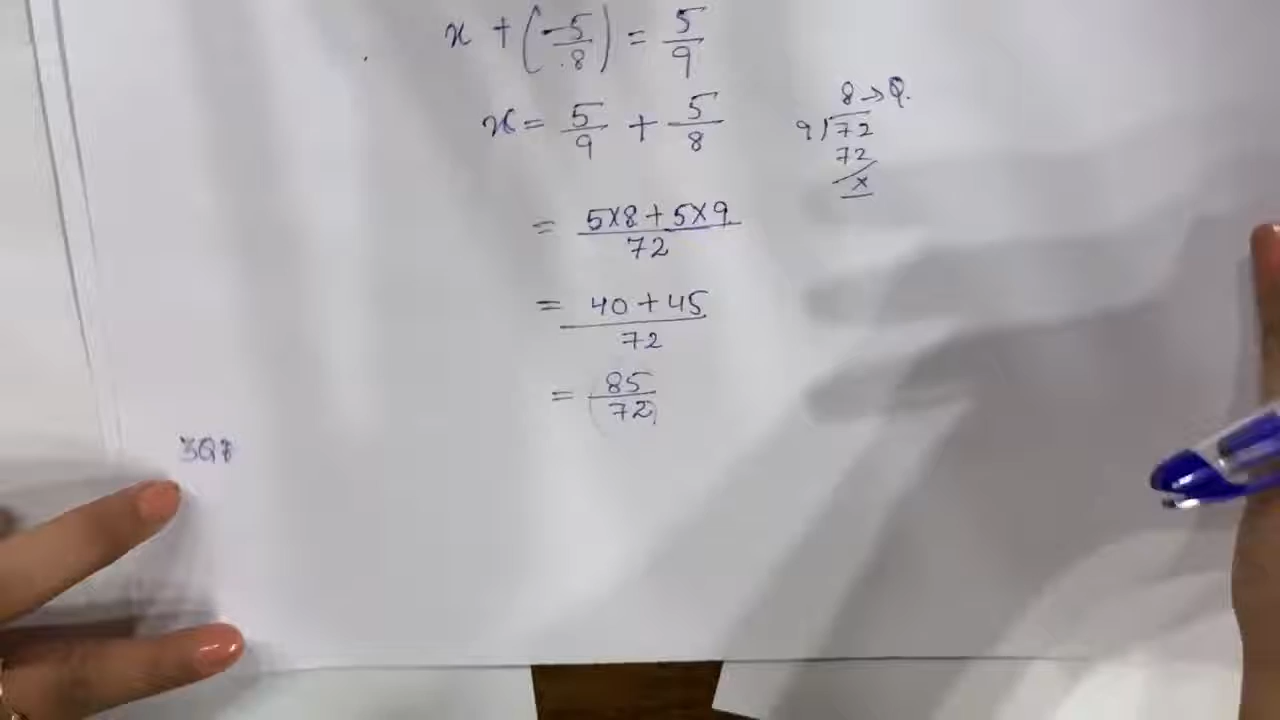 x + (-5/8) = 5/9
x = 5/9 + 5/8
= 5×8 + 5×9 / 72
= 40 + 45 / 72
= 85/72
8 → Q.
9 ) 72
72
×